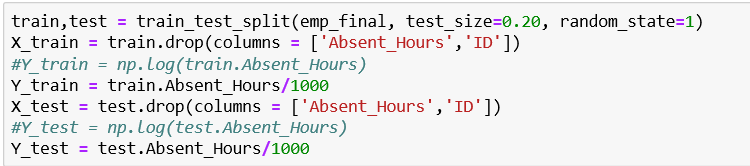 train,test = train_test_split(emp_final, test_size=0.20, random_state=1)
X_train = train.drop(columns = ['Absent_Hours','ID'])
#Y_train = np.log(train.Absent_Hours)
Y_train = train.Absent_Hours/1000
X_test = test.drop(columns = ['Absent_Hours','ID'])
#Y_test = np.log(test.Absent_Hours)
Y_test = test.Absent_Hours/1000